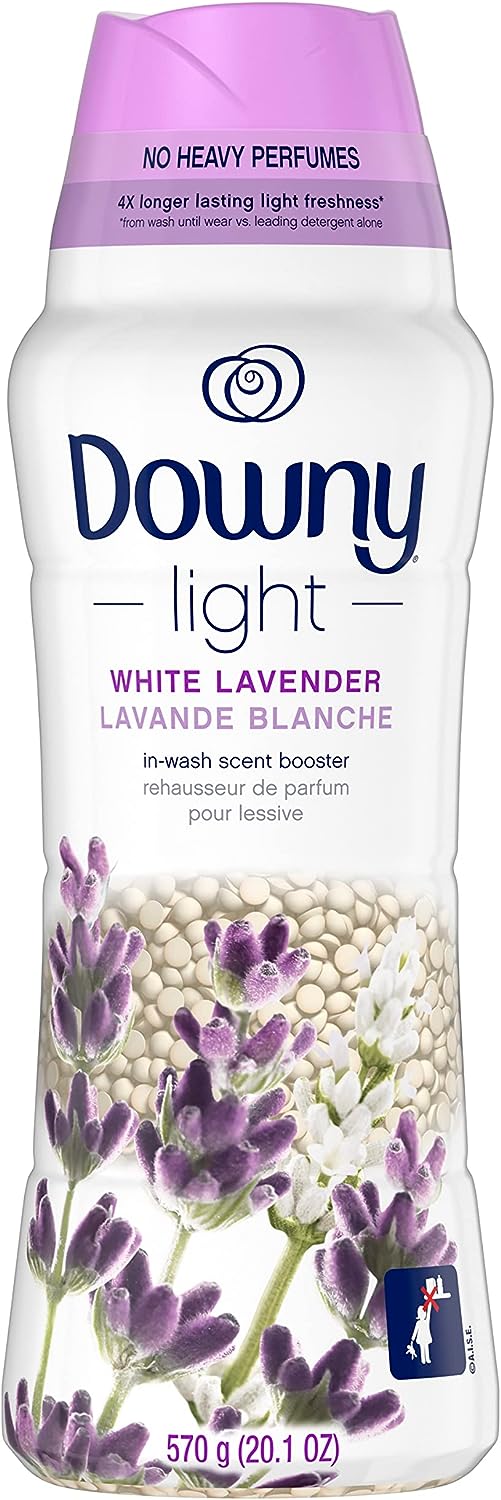 NO HEAVY PERFUMES
4X longer lasting light freshness*
*from wash until wear vs. leading detergent alone
Downy®
light
WHITE LAVENDER
LAVANDE BLANCHE
in-wash scent booster
rehausseur de parfum
pour lessive
©A.I.S.E.
570 g (20.1 OZ)